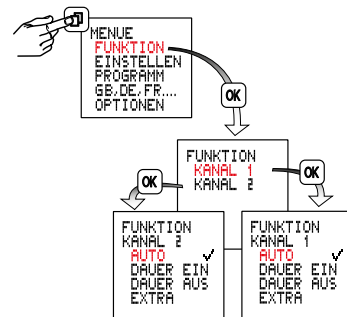 MENUE
FUNKTION
EINSTELLEN
PROGRAMM
GB,DE,FR....
OPTIONEN
OK
FUNKTION
KANAL 1
KANAL 2
OK
OK
FUNKTION
KANAL 2
AUTO ✓
DAUER EIN
DAUER AUS
EXTRA
FUNKTION
KANAL 1
AUTO ✓
DAUER EIN
DAUER AUS
EXTRA